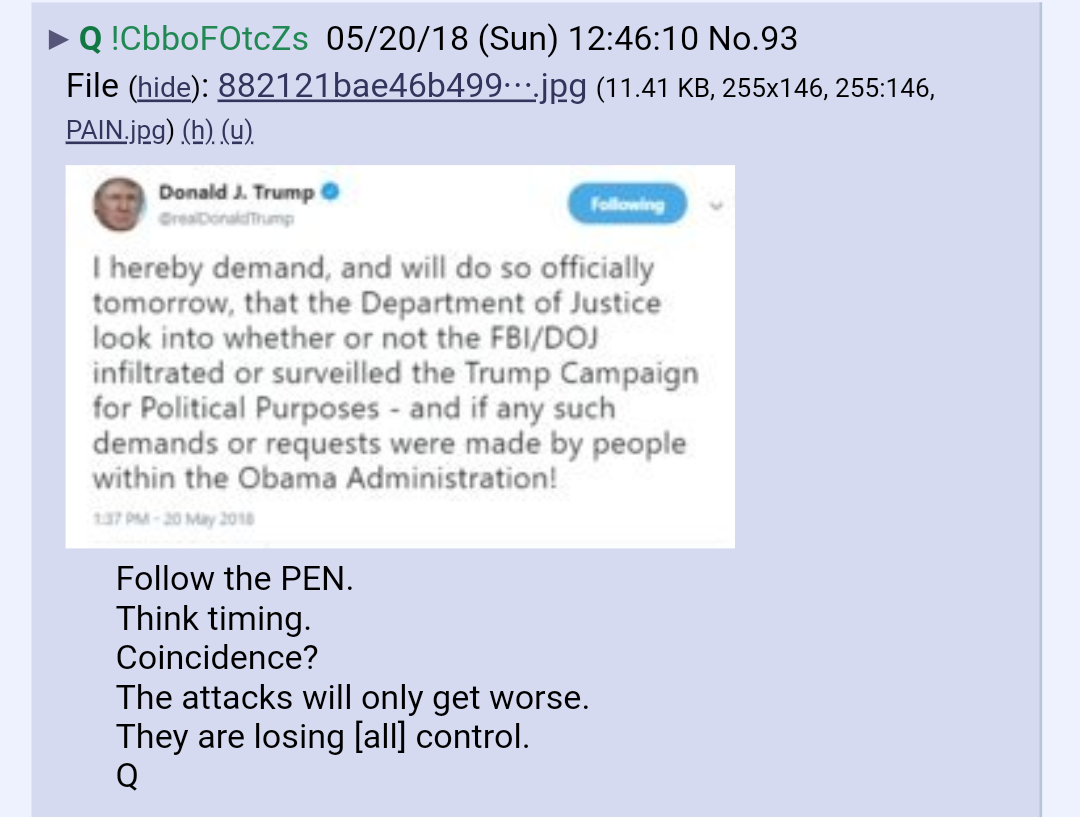 ▶ Q !CbboFOtcZs 05/20/18 (Sun) 12:46:10 No.93
File (hide): 882121bae46b499···.jpg (11.41 KB, 255x146, 255:146,
PAIN.jpg) (h) (u)
Donald J. Trump
@realDonaldTrump
Following
I hereby demand, and will do so officially
tomorrow, that the Department of Justice
look into whether or not the FBI/DOJ
infiltrated or surveilled the Trump Campaign
for Political Purposes - and if any such
demands or requests were made by people
within the Obama Administration!
1:37 PM - 20 May 2018
Follow the PEN.
Think timing.
Coincidence?
The attacks will only get worse.
They are losing [all] control.
Q